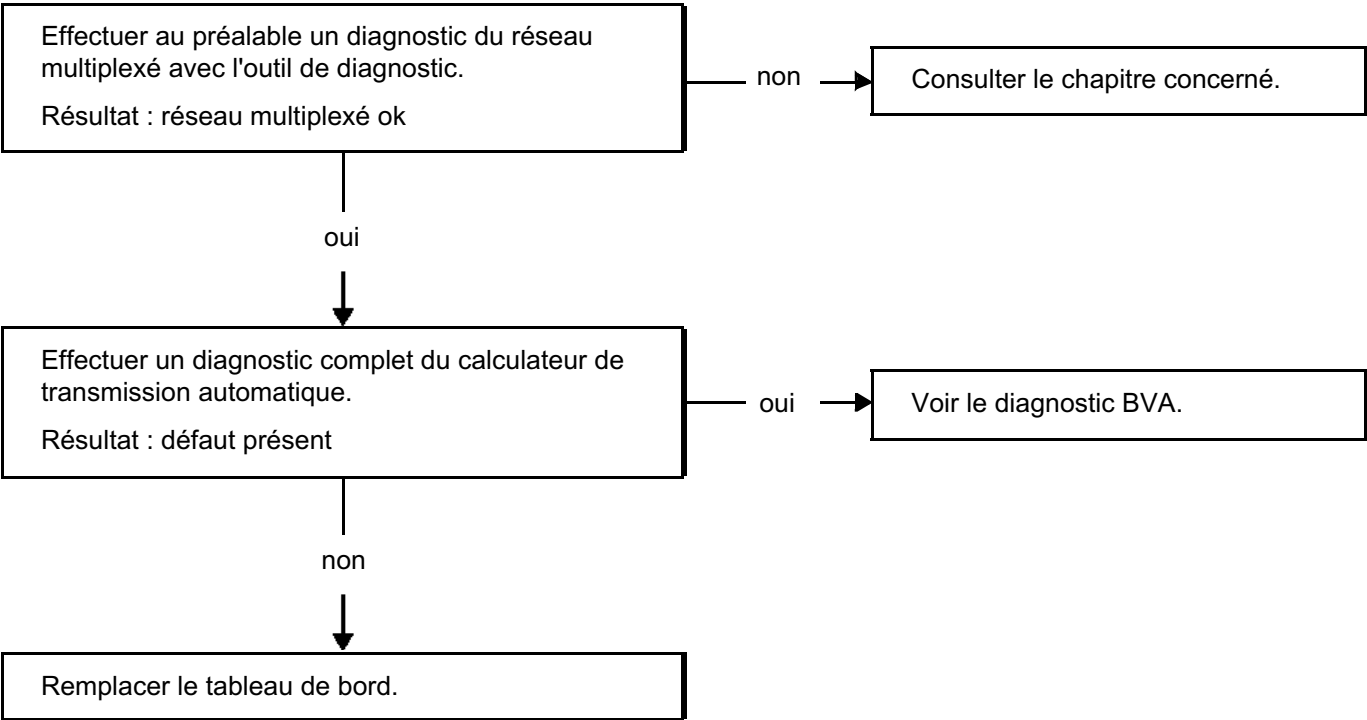 Effectuer au préalable un diagnostic du réseau
multiplexé avec l'outil de diagnostic.
Résultat : réseau multiplexé ok
non
Consulter le chapitre concerné.
oui
Effectuer un diagnostic complet du calculateur de
transmission automatique.
Résultat : défaut présent
oui
Voir le diagnostic BVA.
non
Remplacer le tableau de bord.